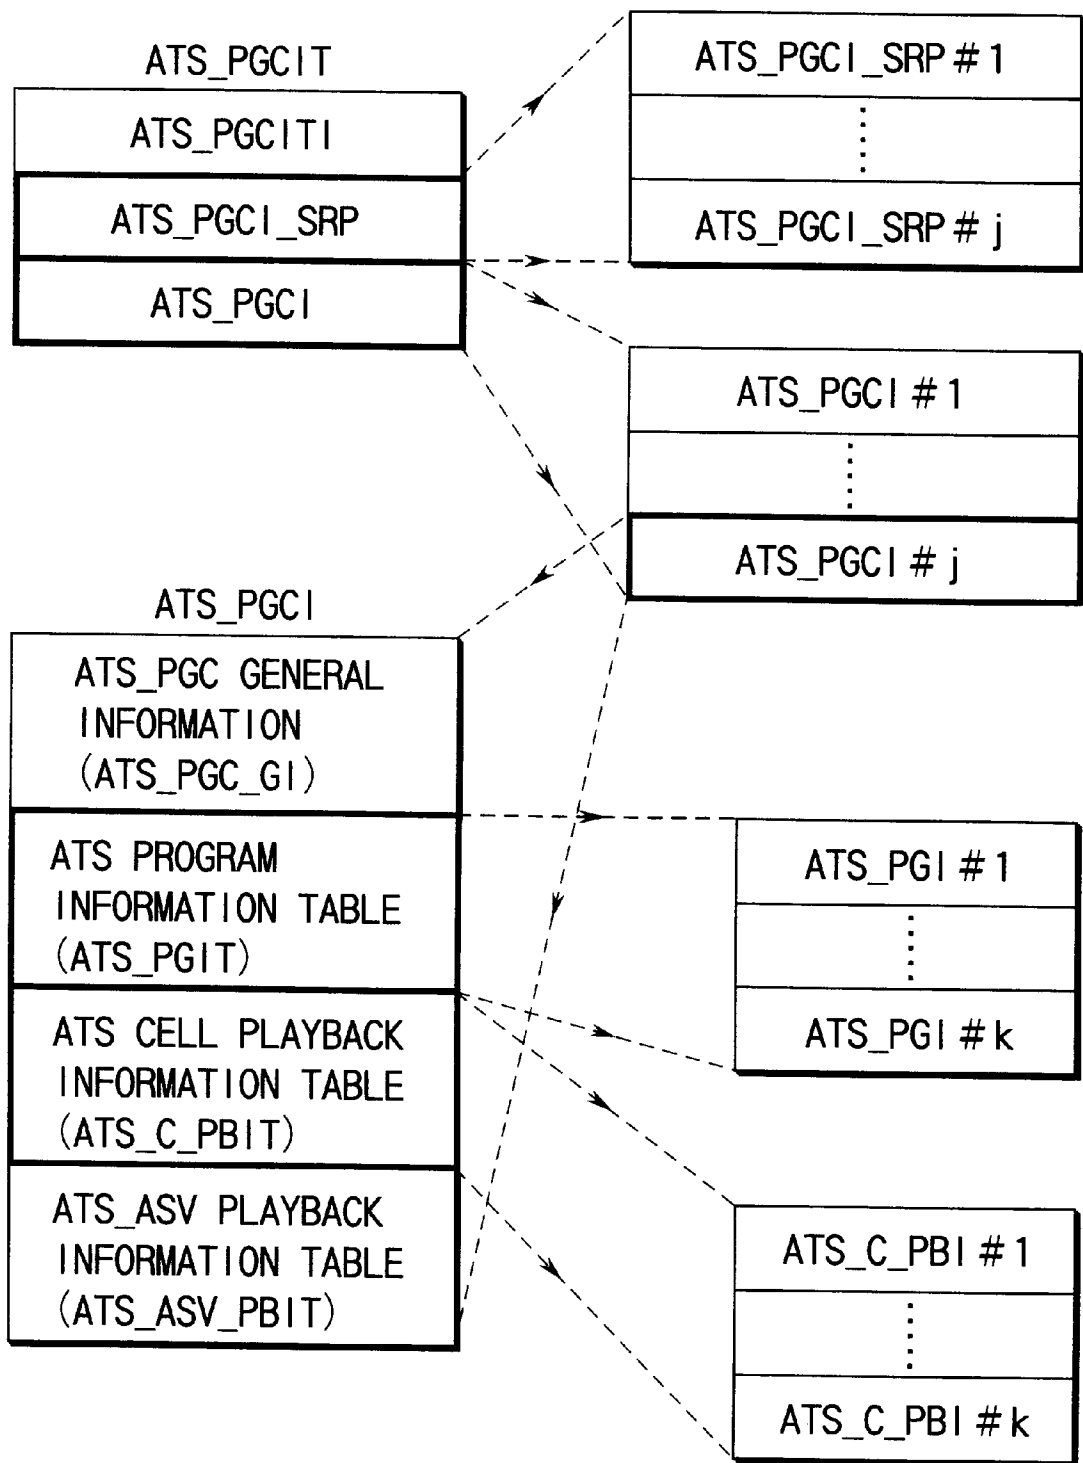 ATS_PGCIT
ATS_PGCITI
ATS_PGCI_SRP
ATS_PGCI
ATS_PGCI_SRP#1
ATS_PGCI_SRP#j
ATS_PGCI#1
ATS_PGCI#j
ATS_PGCI
ATS_PGC GENERAL
INFORMATION
(ATS_PGC_GI)
ATS PROGRAM
INFORMATION TABLE
(ATS_PGIT)
ATS CELL PLAYBACK
INFORMATION TABLE
(ATS_C_PBIT)
ATS_ASV PLAYBACK
INFORMATION TABLE
(ATS_ASV_PBIT)
ATS_PGI#1
ATS_PGI#k
ATS_C_PBI#1
ATS_C_PBI#k